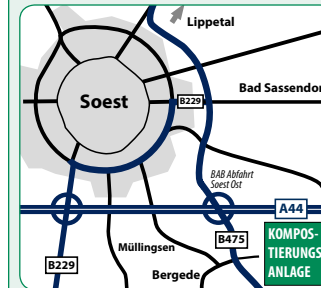 Lippetal
Bad Sassendor
Soest
B229
BAB Abfahrt
Soest Ost
A44
KOMPOS-
TIERUNGS
ANLAGE
B475
Müllingsen
B229
Bergede